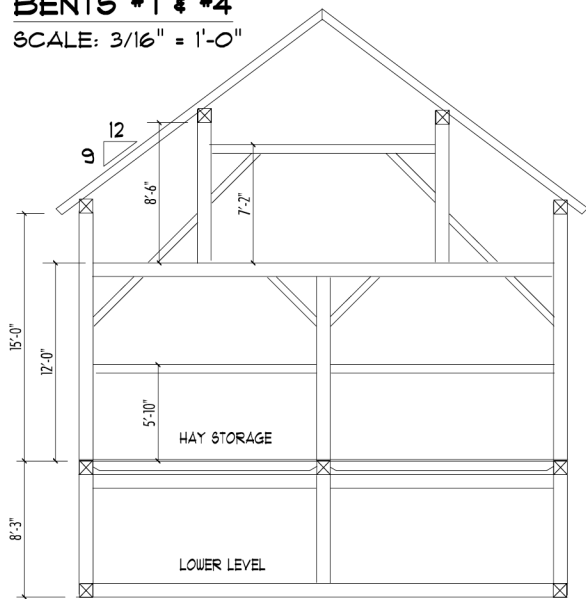 BENTS #1 & #4
SCALE: 3/16" = 1'-0"
12
9
8'-6"
7'-2"
15'-0"
12'-0"
5'-10"
HAY STORAGE
8'-3"
LOWER LEVEL